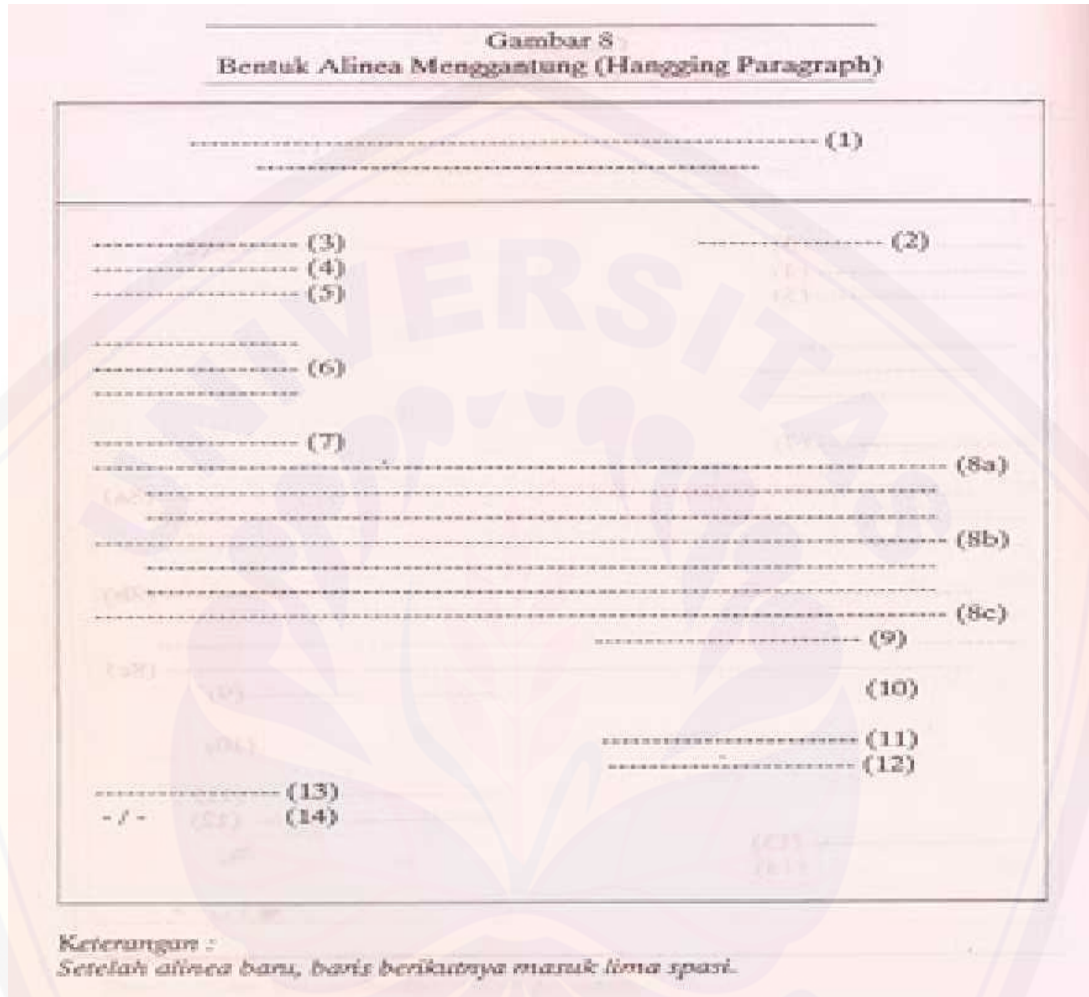 Gambar 8
Bentuk Alinea Menggantung (Hangging Paragraph)
(1)
(3) (2)
(4)
(5)
(6)
(7)
(8a)
(8b)
(8c)
(9)
(10)
(11)
(12)
(13)
- / - (14)
Keterangan :
Setelah alinea baru, baris berikutnya masuk lima spasi.
UNIVERSITAS